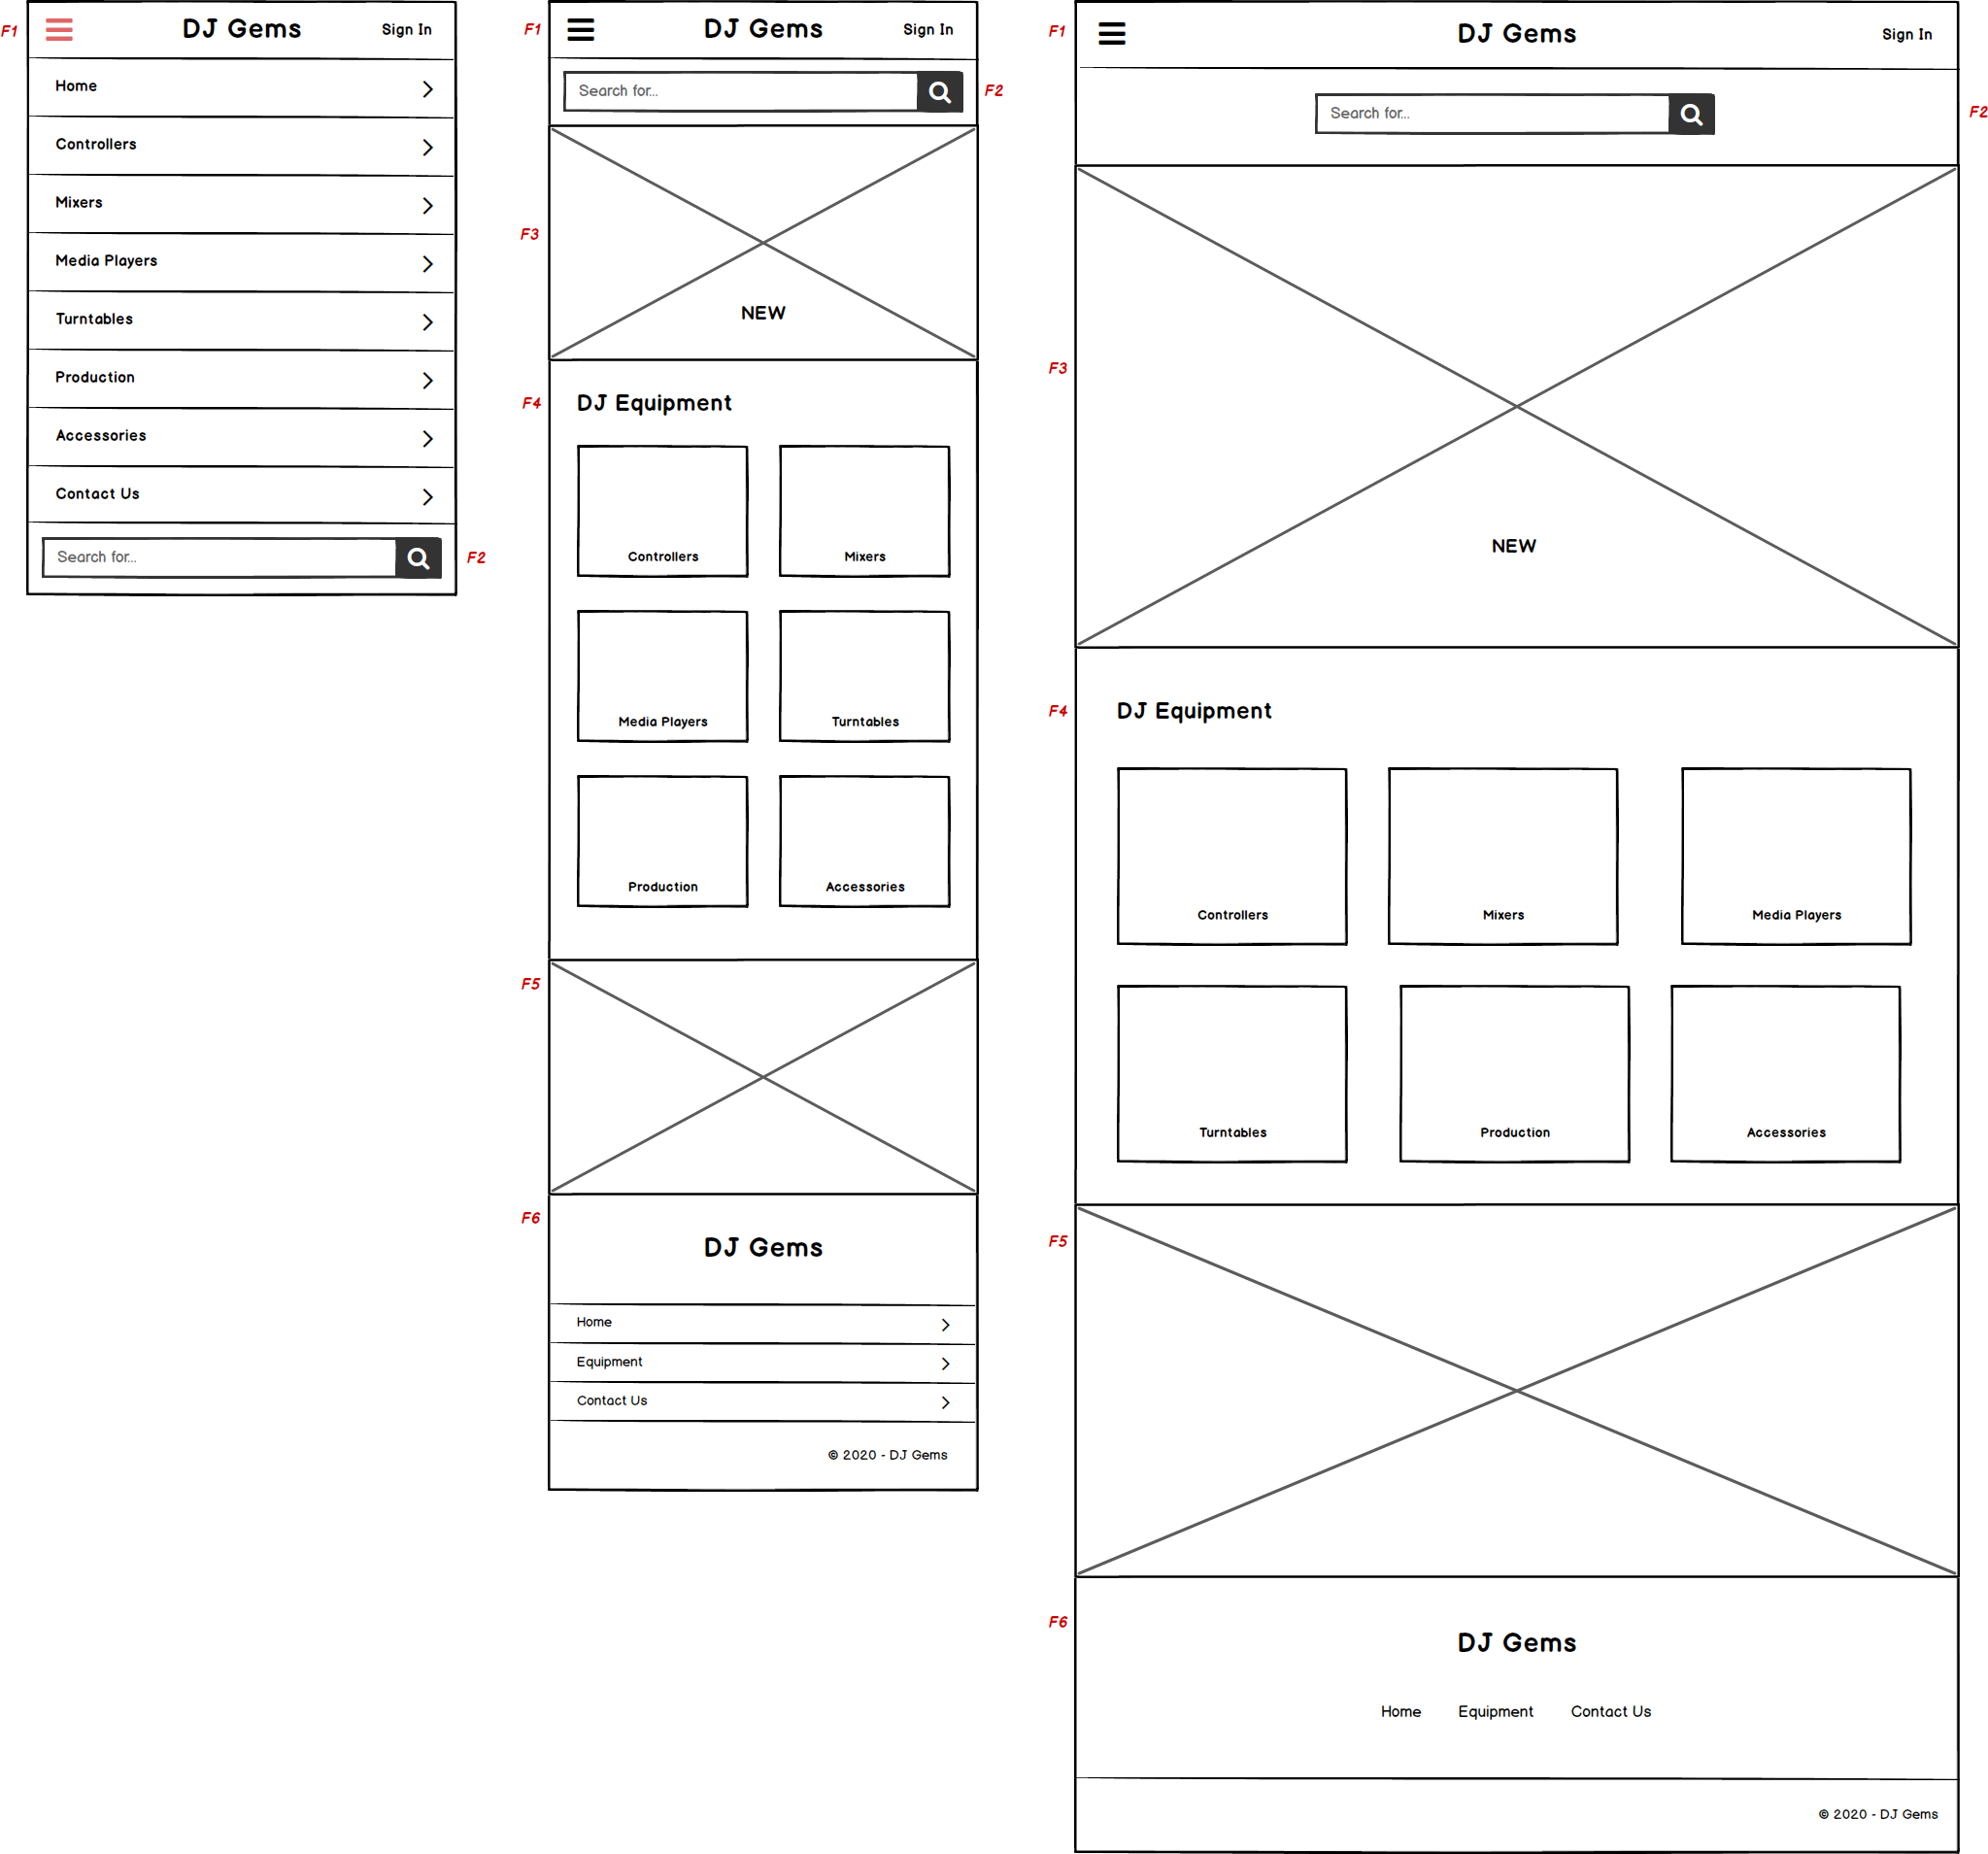 F1
DJ Gems
Sign In
Home
Controllers
Mixers
Media Players
Turntables
Production
Accessories
Contact Us
Search for...
F2
F1
DJ Gems
Sign In
Search for...
F2
F3
NEW
F4
DJ Equipment
Controllers
Mixers
Media Players
Turntables
Production
Accessories
F5
F6
DJ Gems
Home
Equipment
Contact Us
© 2020 - DJ Gems
F1
DJ Gems
Sign In
Search for...
F2
F3
NEW
F4
DJ Equipment
Controllers
Mixers
Media Players
Turntables
Production
Accessories
F5
F6
DJ Gems
Home Equipment Contact Us
© 2020 - DJ Gems